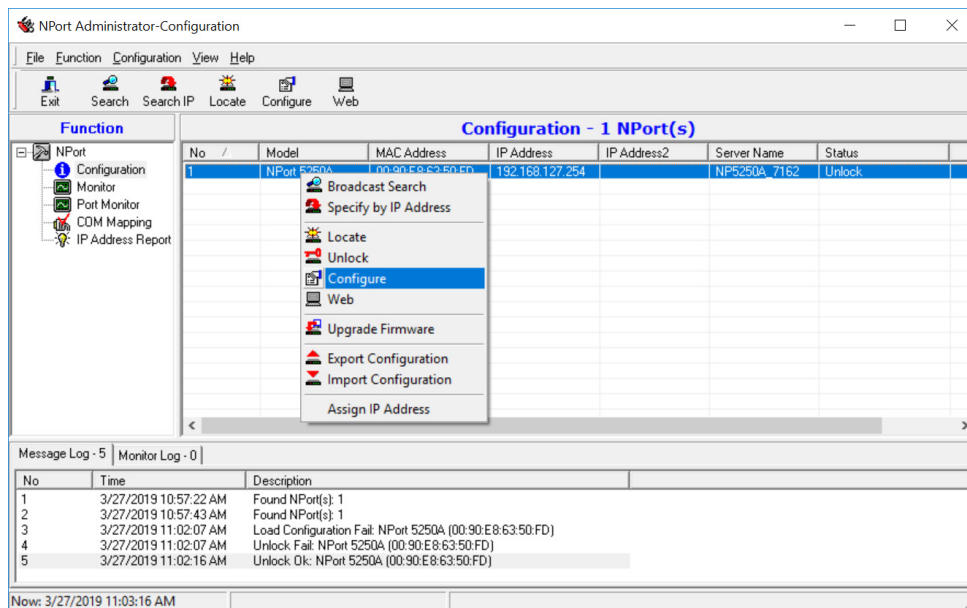 NPort Administrator-Configuration
File Function Configuration View Help
Exit Search Search IP Locate Configure Web
Function
Configuration - 1 NPort(s)
NPort
Configuration
Monitor
Port Monitor
COM Mapping
IP Address Report
No / Model MAC Address IP Address IP Address2 Server Name Status
1 NPort 5250A 00:90:E8:63:50:FD 192.168.127.254 NP5250A_7162 Unlock
Broadcast Search
Specify by IP Address
Locate
Unlock
Configure
Web
Upgrade Firmware
Export Configuration
Import Configuration
Assign IP Address
Message Log - 5 Monitor Log - 0
No Time Description
1 3/27/2019 10:57:22 AM Found NPort(s): 1
2 3/27/2019 10:57:43 AM Found NPort(s): 1
3 3/27/2019 11:02:07 AM Load Configuration Fail: NPort 5250A (00:90:E8:63:50:FD)
4 3/27/2019 11:02:07 AM Unlock Fail: NPort 5250A (00:90:E8:63:50:FD)
5 3/27/2019 11:02:16 AM Unlock Ok: NPort 5250A (00:90:E8:63:50:FD)
Now: 3/27/2019 11:03:16 AM